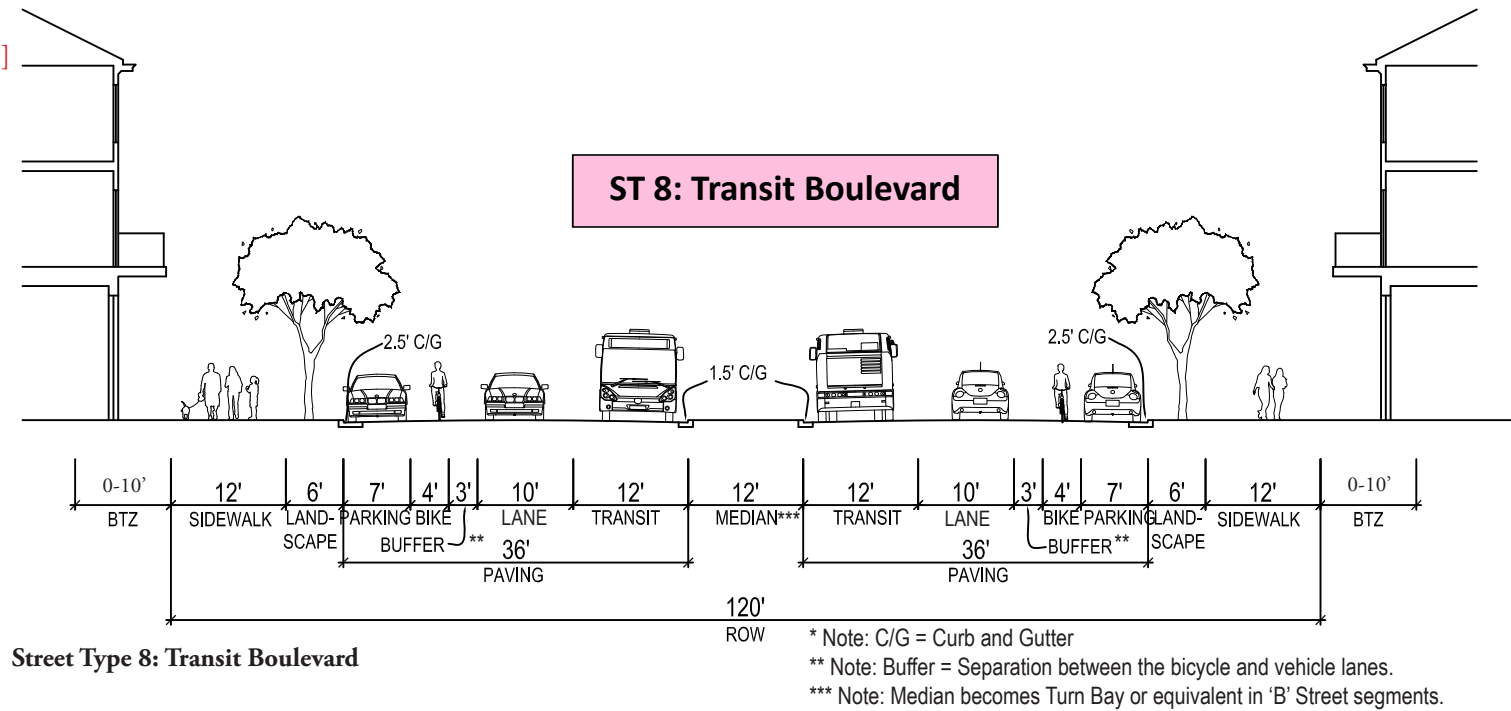 ]
ST 8: Transit Boulevard
2.5' C/G
2.5' C/G
1.5' C/G
0-10’ 12' 6' 7' 4' 3' 10' 12' 12' 12' 10' 3' 4' 7' 6' 12' 0-10’
BTZ SIDEWALK LAND- PARKING BIKE LANE TRANSIT MEDIAN*** TRANSIT LANE BIKE PARKING LAND- SIDEWALK BTZ
SCAPE BUFFER ** BUFFER ** SCAPE
36' 36'
PAVING PAVING
120'
ROW
* Note: C/G = Curb and Gutter
Street Type 8: Transit Boulevard
** Note: Buffer = Separation between the bicycle and vehicle lanes.
*** Note: Median becomes Turn Bay or equivalent in ‘B’ Street segments.